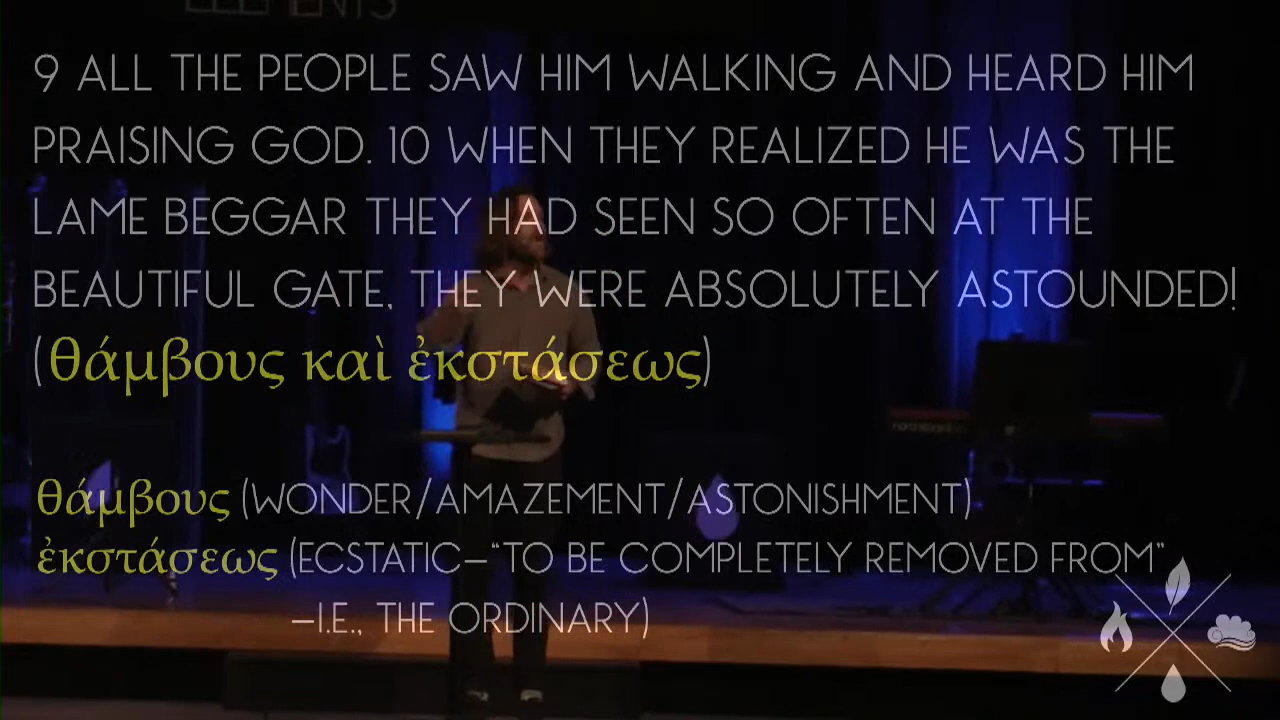 ELEMENTS
9 ALL THE PEOPLE SAW HIM WALKING AND HEARD HIM
PRAISING GOD. 10 WHEN THEY REALIZED HE WAS THE
LAME BEGGAR THEY HAD SEEN SO OFTEN AT THE
BEAUTIFUL GATE, THEY WERE ABSOLUTELY ASTOUNDED!
(θάμβους καὶ ἐκστάσεως)
θάμβους (WONDER/AMAZEMENT/ASTONISHMENT)
ἐκστάσεως (ECSTATIC–“TO BE COMPLETELY REMOVED FROM”
–I.E., THE ORDINARY)